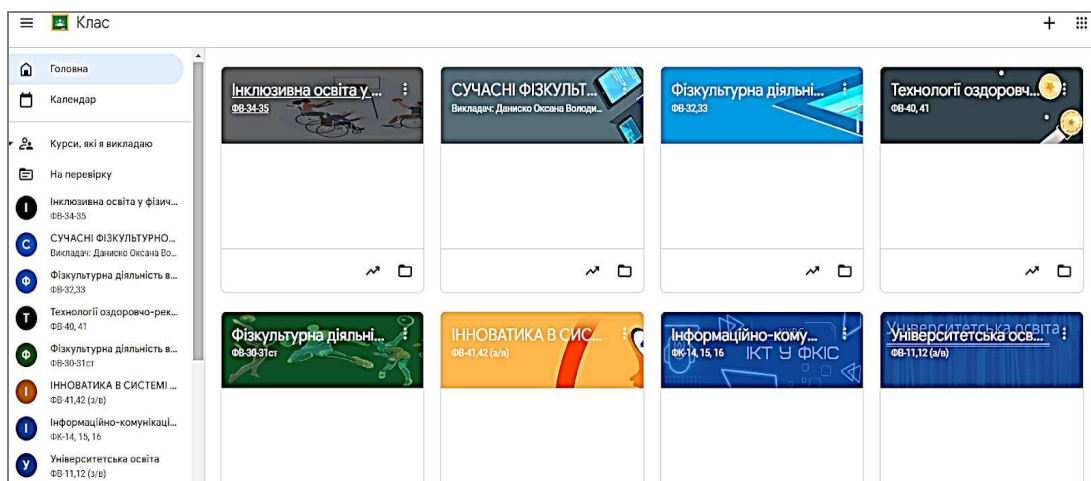 Клас
Головна
Календар
Курси, які я викладаю
На перевірку
І
Інклюзивна освіта у фізич...
ФВ-34-35
С
СУЧАСНІ ФІЗКУЛЬТУРНО...
Викладач: Даниско Оксана Во...
Ф
Фізкультурна діяльність в...
ФВ-32,33
Т
Технології оздоровчо-рек...
ФВ-40, 41
Ф
Фізкультурна діяльність в...
ФВ-30-31ст
І
ІННОВАТИКА В СИСТЕМІ ...
ФВ-41,42 (з/в)
І
Інформаційно-комунікаці...
ФК-14, 15, 16
У
Університетська освіта
ФВ-11,12 (з/в)
Інклюзивна освіта у ...
ФВ-34-35
СУЧАСНІ ФІЗКУЛЬТ...
Викладач: Даниско Оксана Володи...
Фізкультурна діяльні...
ФВ-32,33
Технології оздоровч...
ФВ-40, 41
Фізкультурна діяльні...
ФВ-30-31ст
ІННОВАТИКА В СИС...
ФВ-41,42 (з/в)
Інформаційно-кому...
ФК-14, 15, 16
КУРС
ІКТ У ФКІС
Університетська освіта
Університетська осв...
ФВ-11,12 (з/в)